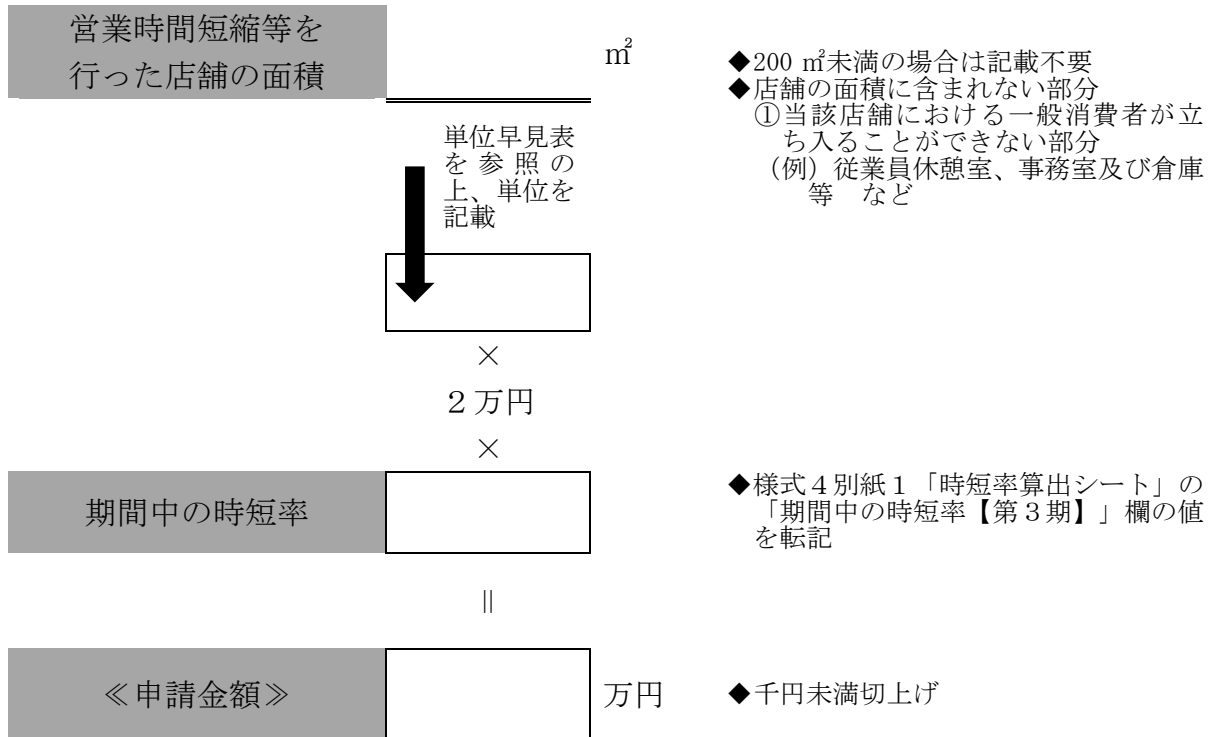 営業時間短縮等を
行った店舗の面積
㎡
◆200 ㎡未満の場合は記載不要
◆店舗の面積に含まれない部分
①当該店舗における一般消費者が立
ち入ることができない部分
（例）従業員休憩室、事務室及び倉庫
等　など
単位早見表
を参照の
上、単位を
記載
×
２万円
×
期間中の時短率
◆様式４別紙１「時短率算出シート」の
「期間中の時短率【第３期】」欄の値
を転記
＝
≪申請金額≫
万円
◆千円未満切上げ